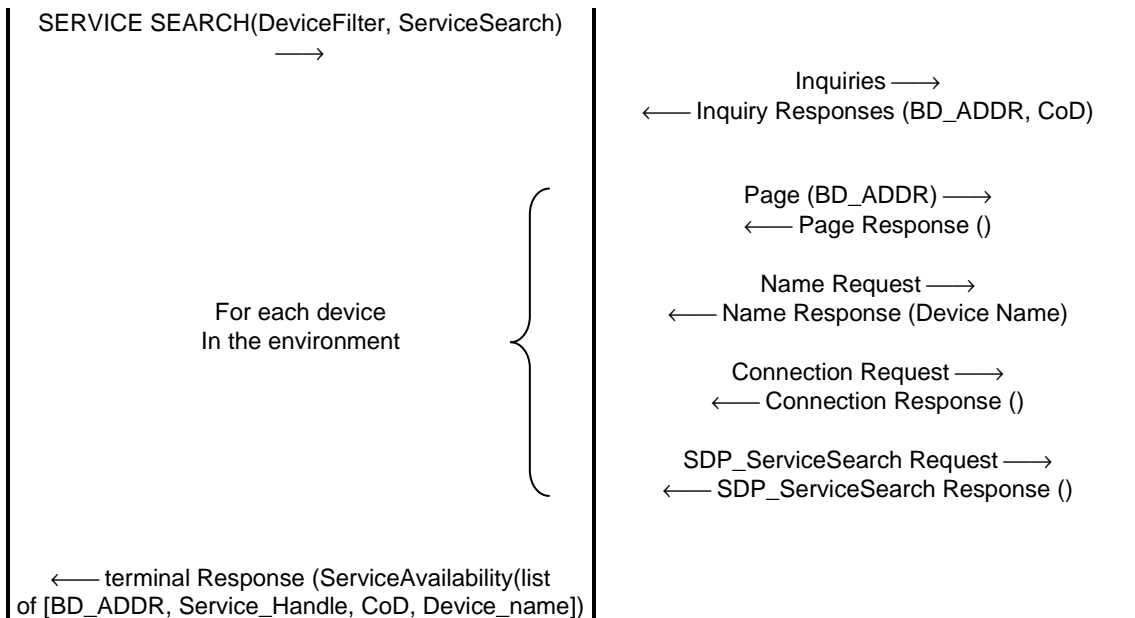 SERVICE SEARCH(DeviceFilter, ServiceSearch)
⟶
Inquiries ⟶
⟵ Inquiry Responses (BD_ADDR, CoD)
Page (BD_ADDR) ⟶
⟵ Page Response ()
Name Request ⟶
⟵ Name Response (Device Name)
For each device
In the environment
Connection Request ⟶
⟵ Connection Response ()
SDP_ServiceSearch Request ⟶
⟵ SDP_ServiceSearch Response ()
⟵ terminal Response (ServiceAvailability(list
of [BD_ADDR, Service_Handle, CoD, Device_name])